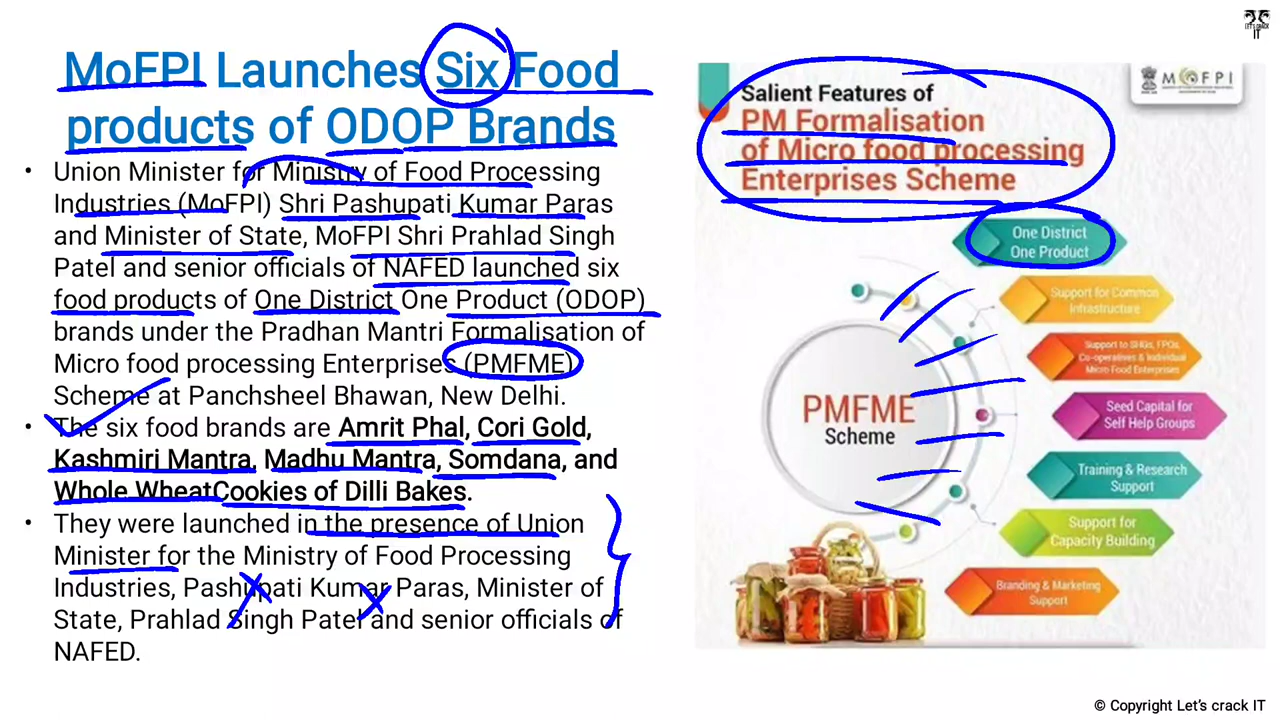 LET'S CRACK
IT
MoFPI Launches Six Food
products of ODOP Brands
• Union Minister for Ministry of Food Processing
Industries (MoFPI) Shri Pashupati Kumar Paras
and Minister of State, MoFPI Shri Prahlad Singh
Patel and senior officials of NAFED launched six
food products of One District One Product (ODOP)
brands under the Pradhan Mantri Formalisation of
Micro food processing Enterprises (PMFME)
Scheme at Panchsheel Bhawan, New Delhi.
• The six food brands are Amrit Phal, Cori Gold,
Kashmiri Mantra, Madhu Mantra, Somdana, and
Whole WheatCookies of Dilli Bakes.
• They were launched in the presence of Union
Minister for the Ministry of Food Processing
Industries, Pashupati Kumar Paras, Minister of
State, Prahlad Singh Patel and senior officials of
NAFED.
MOFPI
Salient Features of
PM Formalisation
of Micro food processing
Enterprises Scheme
One District
One Product
Support for Common
Infrastructure
Support to SHGs, FPOs,
Co-operatives & Individual
Micro Food Enterprises
PMFME
Scheme
Seed Capital for
Self Help Groups
Training & Research
Support
Support for
Capacity Building
Branding & Marketing
Support
© Copyright Let's crack IT